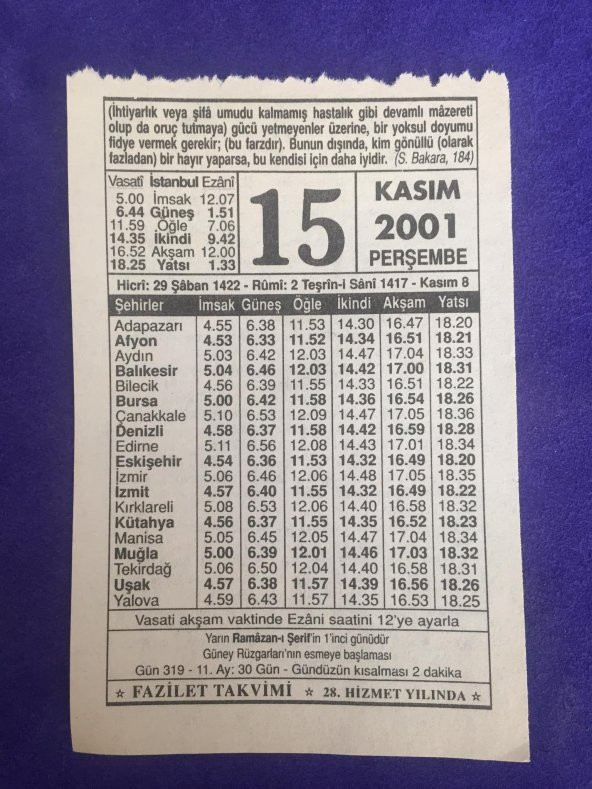 (İhtiyarlık veya şifâ umudu kalmamış hastalık gibi devamlı mâzereti
olup da oruç tutmaya) gücü yetmeyenler üzerine, bir yoksul doyumu
fidye vermek gerekir; (bu farzdır). Bunun dışında, kim gönüllü (olarak
fazladan) bir hayır yaparsa, bu kendisi için daha iyidir. (S. Bakara, 184)
Vasatî İstanbul Ezânî
5.00 İmsak 12.07
6.44 Güneş 1.51
11.59 Öğle 7.06
14.35 İkindi 9.42
16.52 Akşam 12.00
18.25 Yatsı 1.33
15
KASIM
2001
PERŞEMBE
Hicrî: 29 Şâban 1422 - Rûmî: 2 Teşrîn-i Sânî 1417 - Kasım 8
Şehirler İmsak Güneş Öğle İkindi Akşam Yatsı
Adapazarı 4.55 6.38 11.53 14.30 16.47 18.20
Afyon 4.53 6.33 11.52 14.34 16.51 18.21
Aydın 5.03 6.42 12.03 14.47 17.04 18.33
Balıkesir 5.04 6.46 12.03 14.42 17.00 18.31
Bilecik 4.56 6.39 11.55 14.33 16.51 18.22
Bursa 5.00 6.42 11.58 14.36 16.54 18.26
Çanakkale 5.10 6.53 12.09 14.47 17.05 18.36
Denizli 4.58 6.37 11.58 14.42 16.59 18.28
Edirne 5.11 6.56 12.08 14.43 17.01 18.34
Eskişehir 4.54 6.36 11.53 14.32 16.49 18.20
İzmir 5.06 6.46 12.06 14.48 17.05 18.35
İzmit 4.57 6.40 11.55 14.32 16.49 18.22
Kırklareli 5.08 6.53 12.06 14.40 16.58 18.32
Kütahya 4.56 6.37 11.55 14.35 16.52 18.23
Manisa 5.05 6.45 12.05 14.47 17.04 18.34
Muğla 5.00 6.39 12.01 14.46 17.03 18.32
Tekirdağ 5.06 6.50 12.04 14.40 16.58 18.31
Uşak 4.57 6.38 11.57 14.39 16.56 18.26
Yalova 4.59 6.43 11.57 14.35 16.53 18.25
Vasati akşam vaktinde Ezâni saatini 12'ye ayarla
Yarın Ramâzan-ı Şerif'in 1'inci günüdür
Güney Rüzgarları'nın esmeye başlaması
Gün 319 - 11. Ay: 30 Gün - Gündüzün kısalması 2 dakika
☆ FAZİLET TAKVİMİ ☆ 28. HİZMET YILINDA ☆